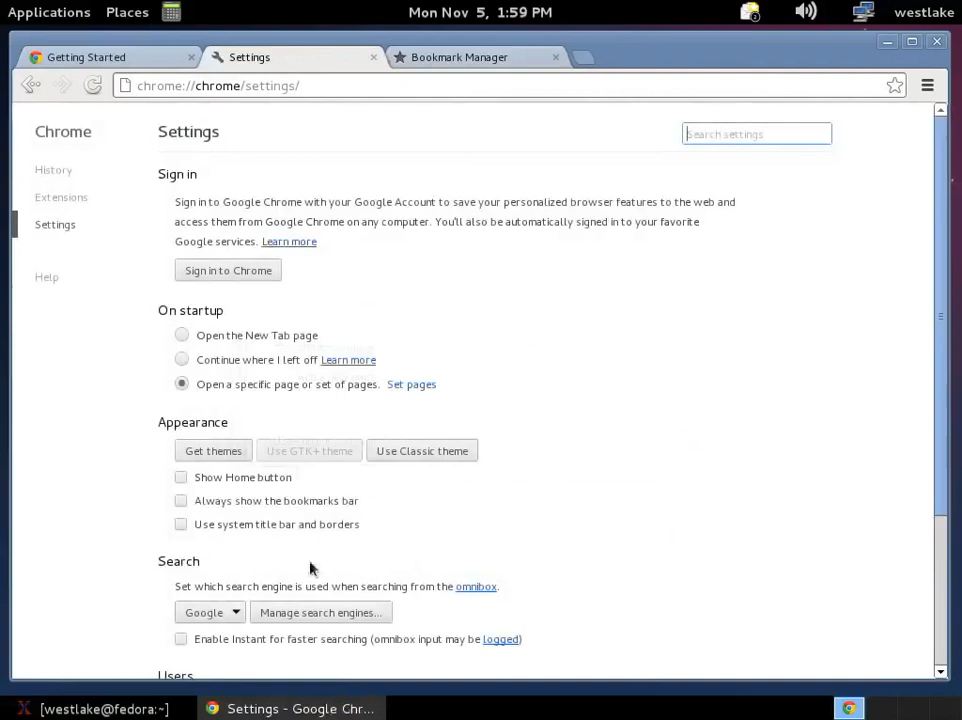 Applications Places Mon Nov 5, 1:59 PM westlake
Getting Started Settings Bookmark Manager
chrome://chrome/settings/
Chrome Settings Search settings
History
Extensions
Settings
Help
Sign in
Sign in to Google Chrome with your Google Account to save your personalized browser features to the web and
access them from Google Chrome on any computer. You'll also be automatically signed in to your favorite
Google services. Learn more
Sign in to Chrome
On startup
Open the New Tab page
Continue where I left off Learn more
Open a specific page or set of pages. Set pages
Appearance
Get themes Use GTK+ theme Use Classic theme
Show Home button
Always show the bookmarks bar
Use system title bar and borders
Search
Set which search engine is used when searching from the omnibox.
Google Manage search engines...
Enable Instant for faster searching (omnibox input may be logged)
Users
[westlake@fedora:~] Settings - Google Chr...